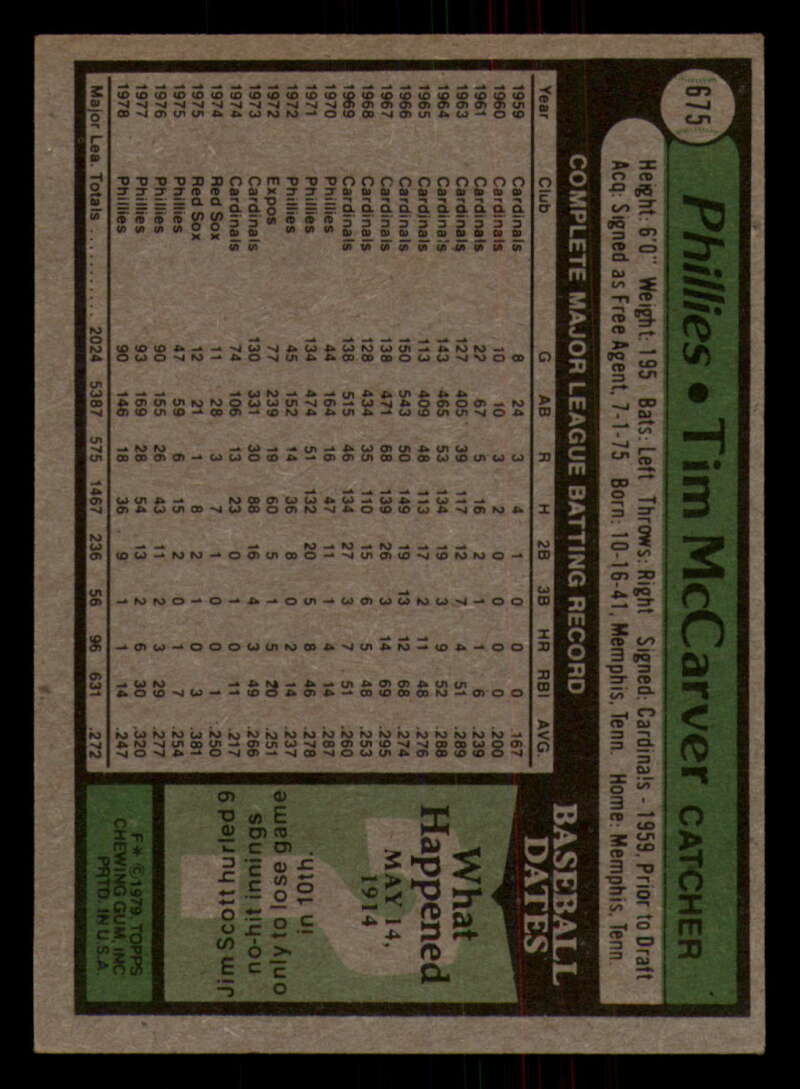 675
Phillies • Tim McCarver CATCHER
Height: 6'0" Weight: 195 Bats: Left Throws: Right Signed: Cardinals - 1959, Prior to Draft
Acq: Signed as Free Agent, 7-1-75 Born: 10-16-41, Memphis, Tenn. Home: Memphis, Tenn.
COMPLETE MAJOR LEAGUE BATTING RECORD
Year Club G AB R H 2B 3B HR RBI AVG.
1959 Cardinals 8 24 3 4 1 0 0 0 .167
1960 Cardinals 10 10 3 2 0 0 0 0 .200
1961 Cardinals 22 67 5 16 2 1 1 6 .239
1963 Cardinals 127 405 39 117 12 7 4 51 .289
1964 Cardinals 143 465 53 134 19 3 9 52 .288
1965 Cardinals 113 409 48 113 17 2 11 48 .276
1966 Cardinals 150 543 50 149 19 13 12 68 .274
1967 Cardinals 138 471 68 139 26 3 14 69 .295
1968 Cardinals 128 434 35 110 15 6 5 48 .253
1969 Cardinals 138 515 46 134 27 3 7 51 .260
1970 Phillies 44 164 16 47 11 1 4 14 .287
1971 Phillies 134 474 51 132 20 5 8 46 .278
1972 Phillies 45 152 14 36 8 0 2 14 .237
1972 Expos 77 239 19 60 5 1 5 20 .251
1973 Cardinals 130 331 30 88 16 4 3 49 .266
1974 Cardinals 74 106 13 23 0 1 0 11 .217
1974 Red Sox 11 28 3 7 1 0 0 1 .250
1975 Red Sox 12 21 1 8 2 1 0 3 .381
1975 Phillies 47 59 6 15 2 0 1 7 .254
1976 Phillies 90 155 26 43 11 2 3 29 .277
1977 Phillies 93 169 28 54 13 2 6 30 .320
1978 Phillies 90 146 18 36 9 1 1 14 .247
Major Lea. Totals .......... 2024 5387 575 1467 236 56 96 631 .272
BASEBALL
DATES
What
Happened
MAY 14,
1914
Jim Scott hurled 9
no-hit innings
only to lose game
in 10th.
F* © 1979 TOPPS
CHEWING GUM, INC.
PRTD. IN U.S.A.